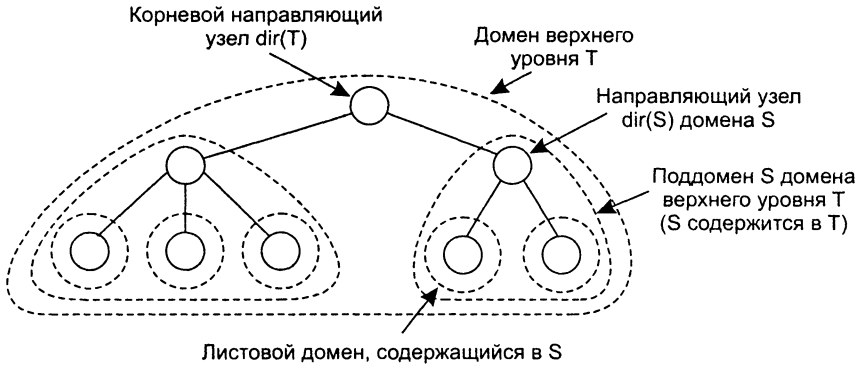 Корневой направляющий
узел dir(T)
Домен верхнего
уровня T
Направляющий узел
dir(S) домена S
Поддомен S домена
верхнего уровня T
(S содержится в T)
Листовой домен, содержащийся в S